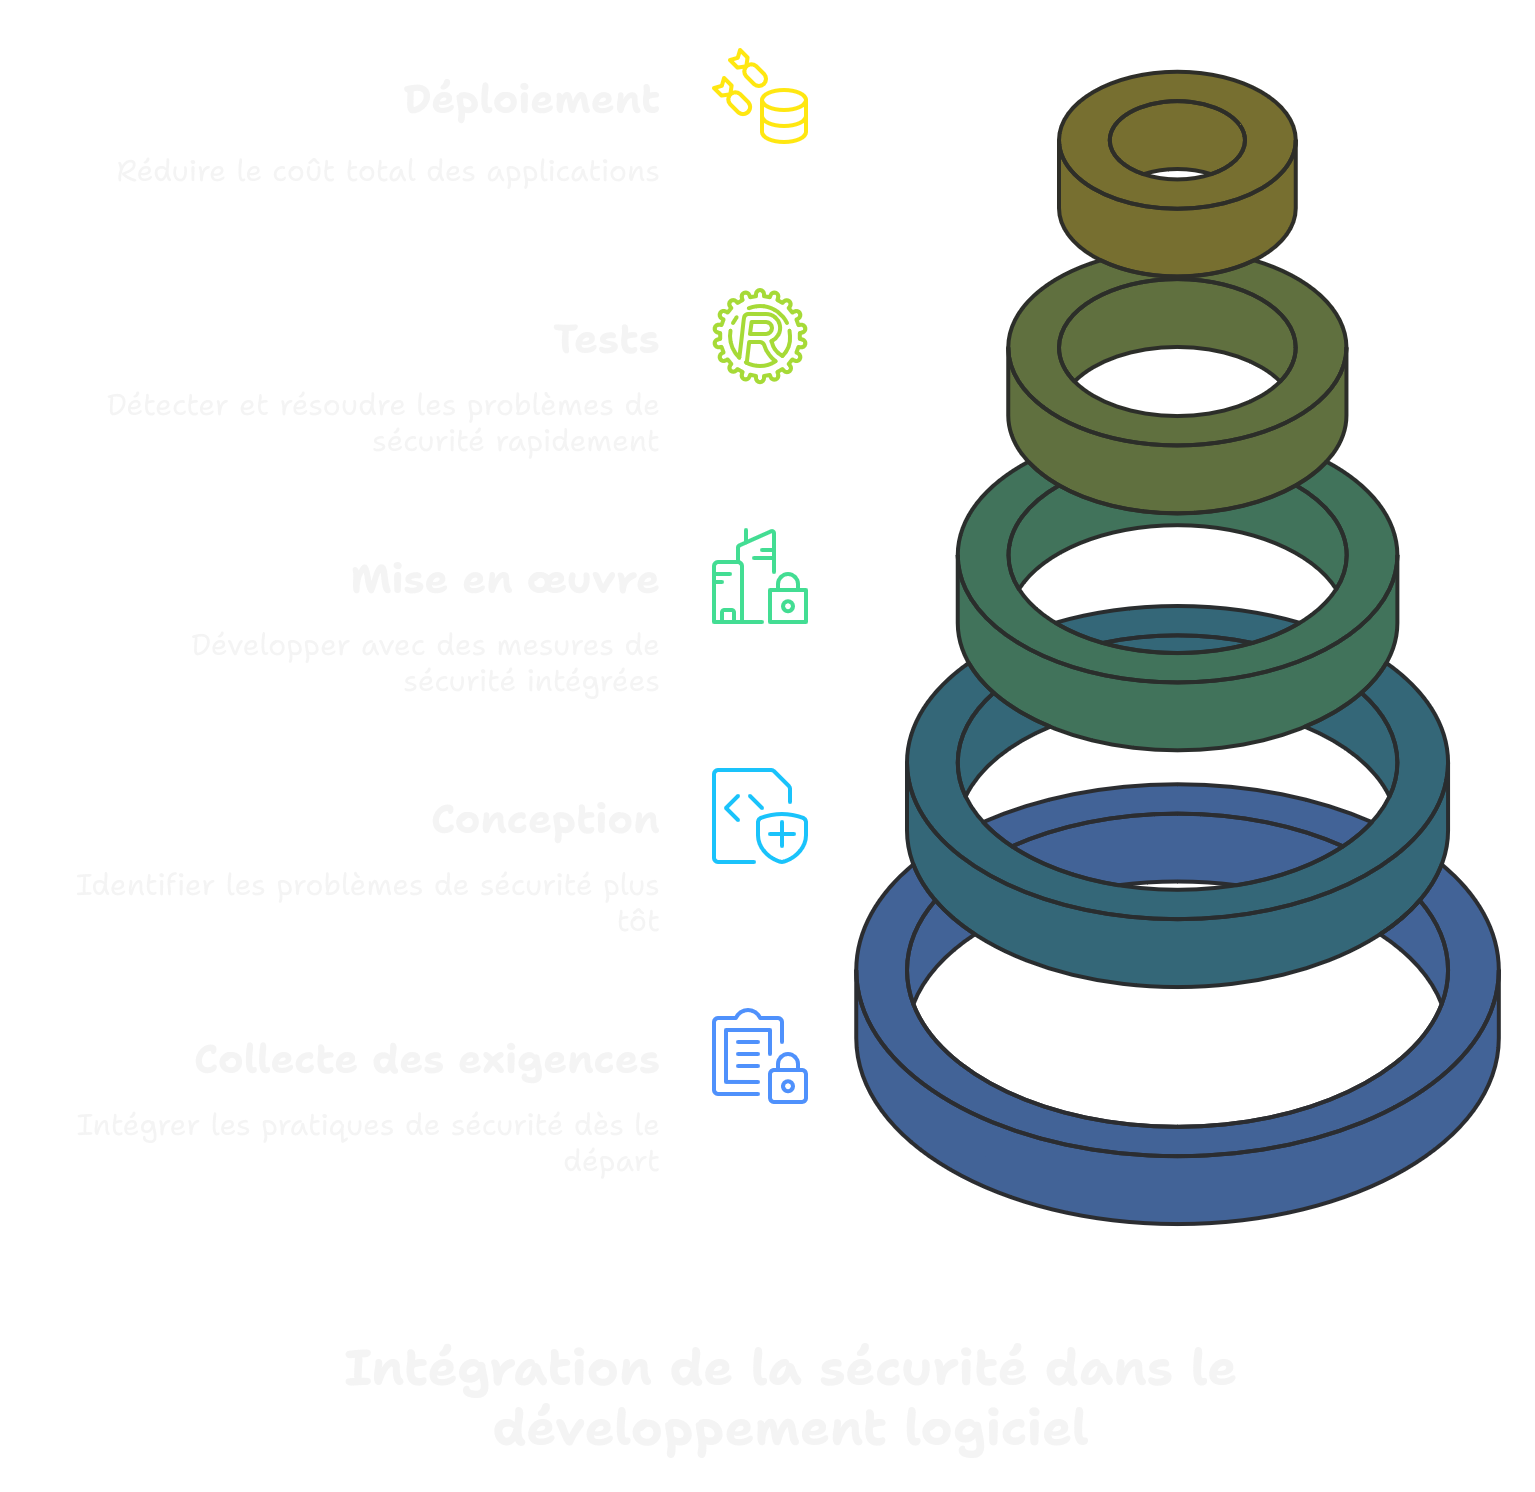 Déploiement
Réduire le coût total des applications
Tests
Détecter et résoudre les problèmes de
sécurité rapidement
Mise en œuvre
Développer avec des mesures de
sécurité intégrées
Conception
Identifier les problèmes de sécurité plus
tôt
Collecte des exigences
Intégrer les pratiques de sécurité dès le
départ
Intégration de la sécurité dans le
développement logiciel